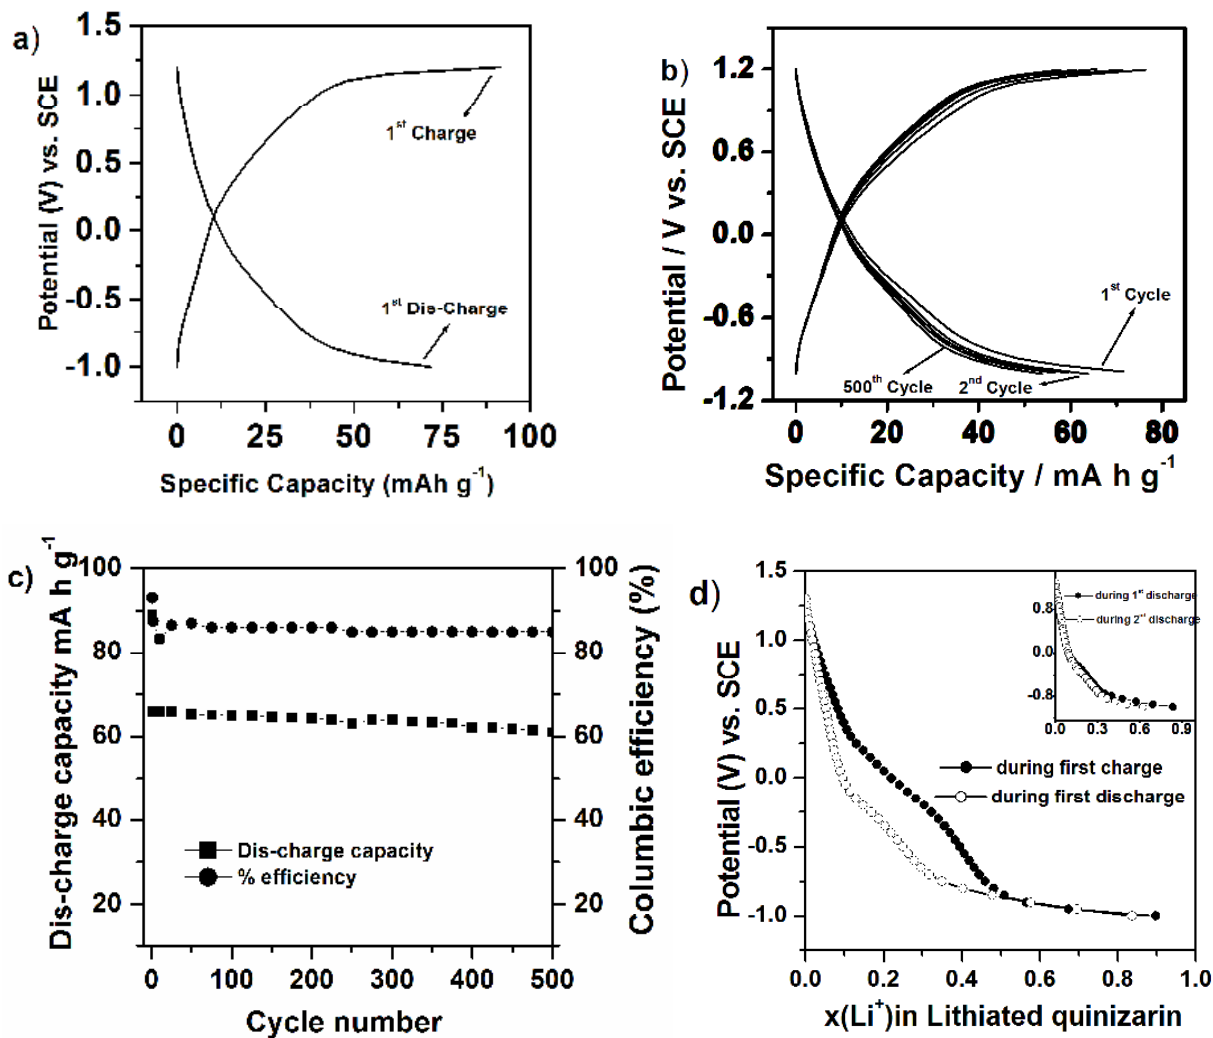 a)
1.5
1.0
0.5
0.0
-0.5
-1.0
Potential (V) vs. SCE
1st Charge
1st Dis-Charge
0 25 50 75 100
Specific Capacity (mAh g-1)
b)
1.2
0.6
0.0
-0.6
-1.2
Potential / V vs. SCE
1st Cycle
500th Cycle
2nd Cycle
0 20 40 60 80
Specific Capacity / mA h g-1
c)
100
80
60
40
20
Dis-charge capacity mA h g-1
100
80
60
40
20
Columbic efficiency (%)
Dis-charge capacity
% efficiency
0 100 200 300 400 500
Cycle number
d)
1.5
1.0
0.5
0.0
-0.5
-1.0
Potential (V) vs. SCE
0.8
0.0
-0.8
during 1st discharge
during 2nd discharge
0.0 0.3 0.6 0.9
during first charge
during first discharge
0.0 0.2 0.4 0.6 0.8 1.0
x(Li+)in Lithiated quinizarin